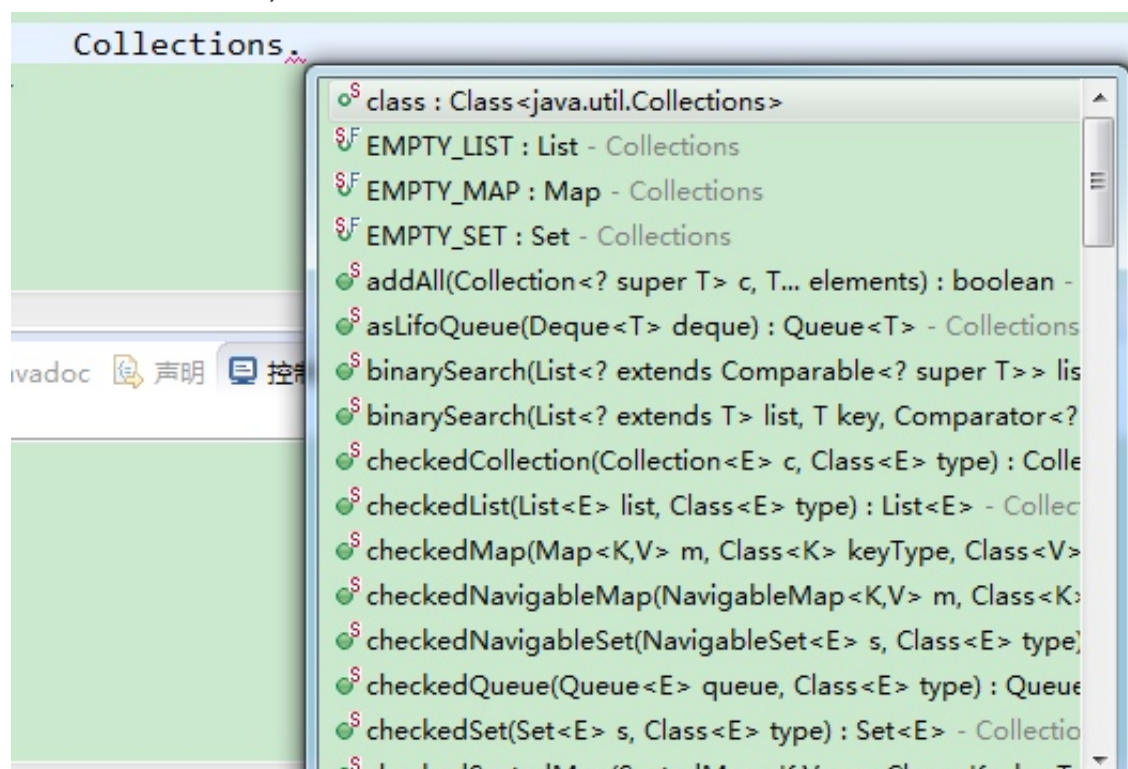 Collections.
class : Class<java.util.Collections>
EMPTY_LIST : List - Collections
EMPTY_MAP : Map - Collections
EMPTY_SET : Set - Collections
addAll(Collection<? super T> c, T... elements) : boolean -
asLifoQueue(Deque<T> deque) : Queue<T> - Collections
binarySearch(List<? extends Comparable<? super T>> lis
binarySearch(List<? extends T> list, T key, Comparator<?
checkedCollection(Collection<E> c, Class<E> type) : Colle
checkedList(List<E> list, Class<E> type) : List<E> - Collec
checkedMap(Map<K,V> m, Class<K> keyType, Class<V>
checkedNavigableMap(NavigableMap<K,V> m, Class<K>
checkedNavigableSet(NavigableSet<E> s, Class<E> type)
checkedQueue(Queue<E> queue, Class<E> type) : Queue
checkedSet(Set<E> s, Class<E> type) : Set<E> - Collectio
vadoc 声明 控